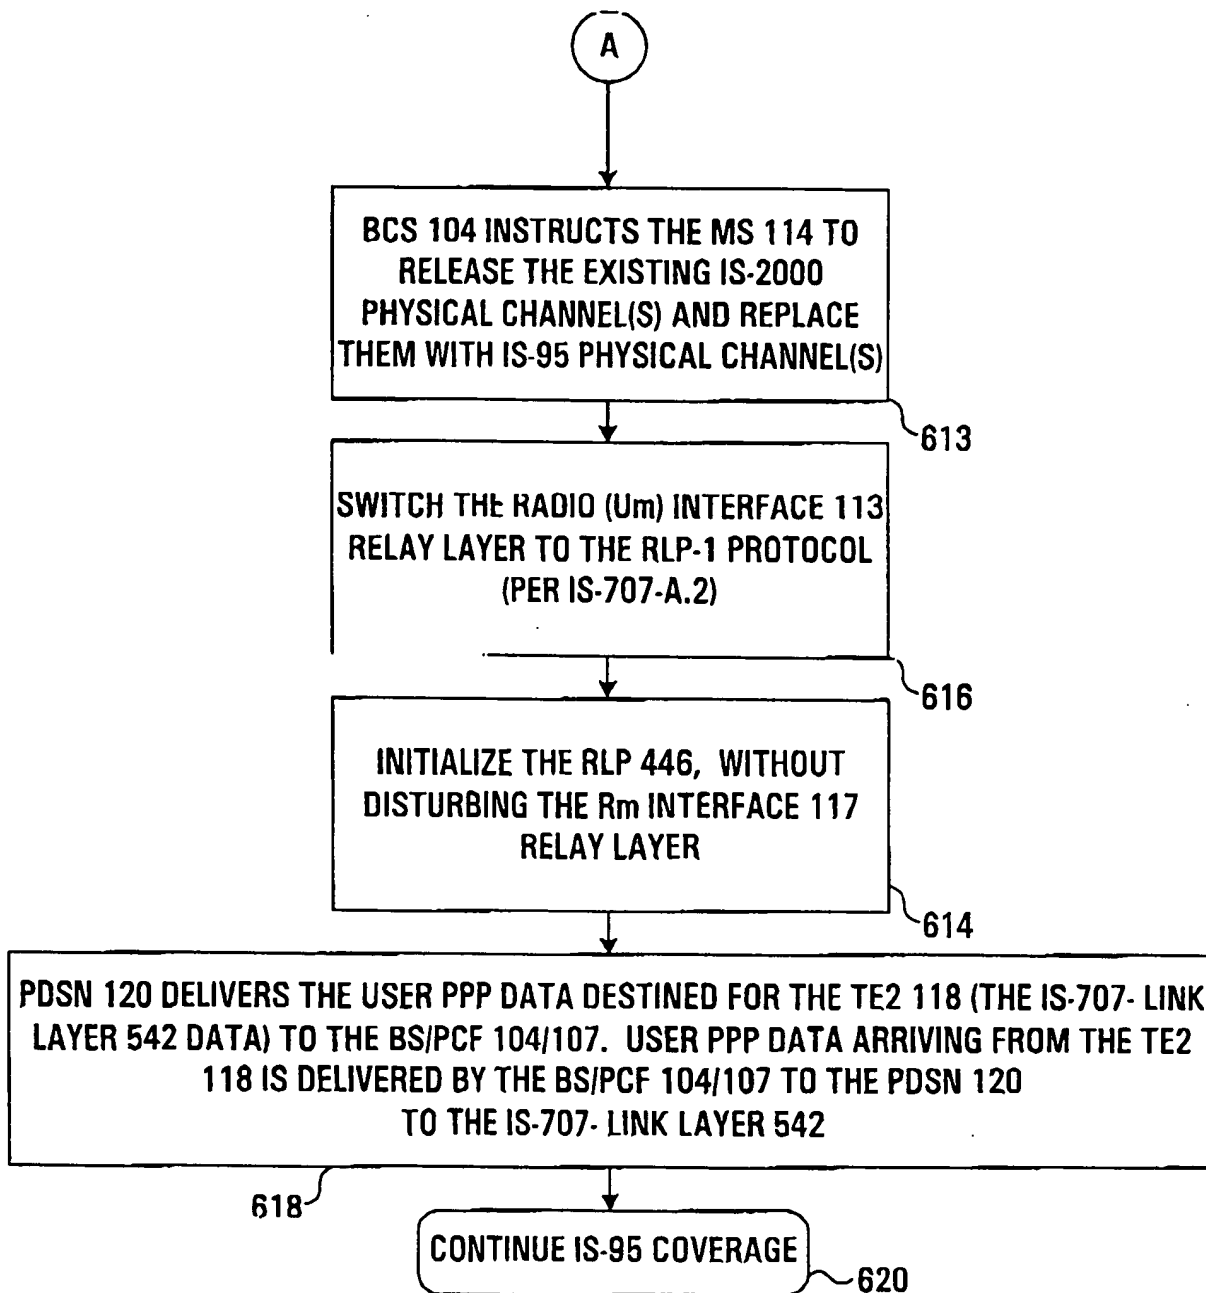 A
BCS 104 INSTRUCTS THE MS 114 TO
RELEASE THE EXISTING IS-2000
PHYSICAL CHANNEL(S) AND REPLACE
THEM WITH IS-95 PHYSICAL CHANNEL(S)
613
SWITCH THE RADIO (Um) INTERFACE 113
RELAY LAYER TO THE RLP-1 PROTOCOL
(PER IS-707-A.2)
616
INITIALIZE THE RLP 446, WITHOUT
DISTURBING THE Rm INTERFACE 117
RELAY LAYER
614
PDSN 120 DELIVERS THE USER PPP DATA DESTINED FOR THE TE2 118 (THE IS-707- LINK
LAYER 542 DATA) TO THE BS/PCF 104/107. USER PPP DATA ARRIVING FROM THE TE2
118 IS DELIVERED BY THE BS/PCF 104/107 TO THE PDSN 120
TO THE IS-707- LINK LAYER 542
618
CONTINUE IS-95 COVERAGE
620